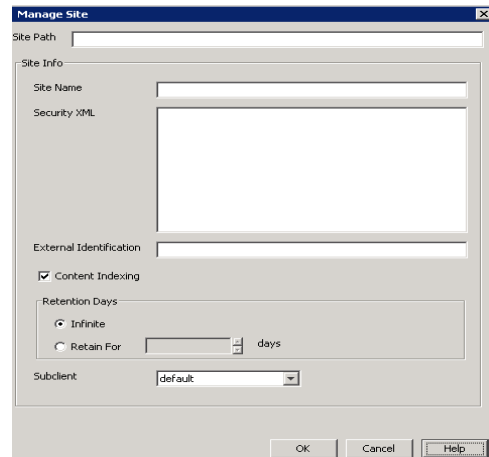 Manage Site
Site Path
Site Info
Site Name
Security XML
External Identification
Content Indexing
Retention Days
Infinite
Retain For days
Subclient default
OK Cancel Help